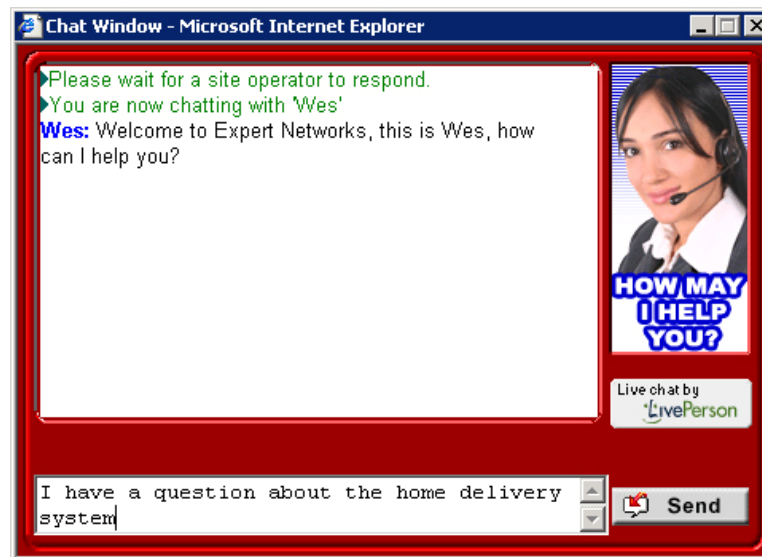 Chat Window - Microsoft Internet Explorer
Please wait for a site operator to respond.
You are now chatting with 'Wes'
Wes: Welcome to Expert Networks, this is Wes, how
can I help you?
HOW MAY
I HELP
YOU?
Live chat by
LivePerson
I have a question about the home delivery
system
Send